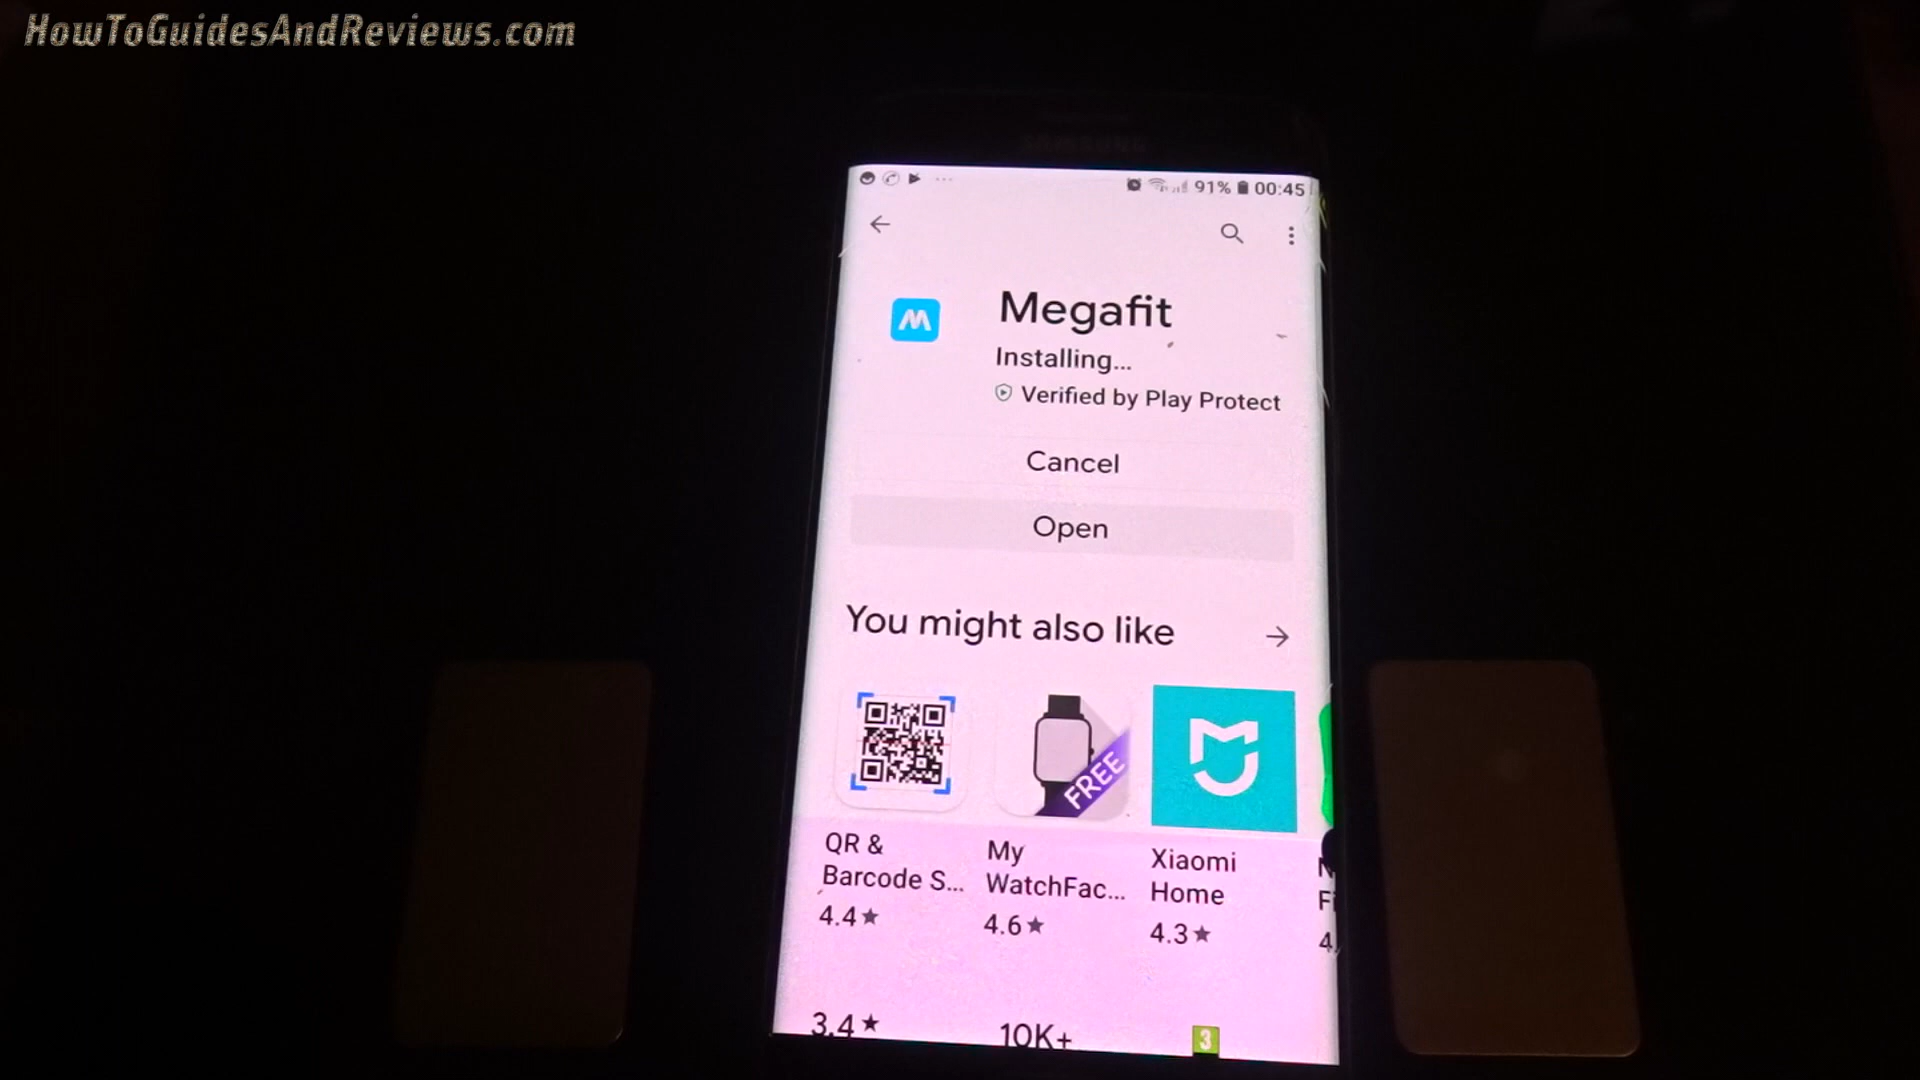 HowToGuidesAndReviews.com
SAMSUNG
91% 00:45
Megafit
Installing...
Verified by Play Protect
Cancel
Open
You might also like
FREE
QR &
Barcode S...
4.4★
My
WatchFac...
4.6★
Xiaomi
Home
4.3★
3.4★
10K+
3